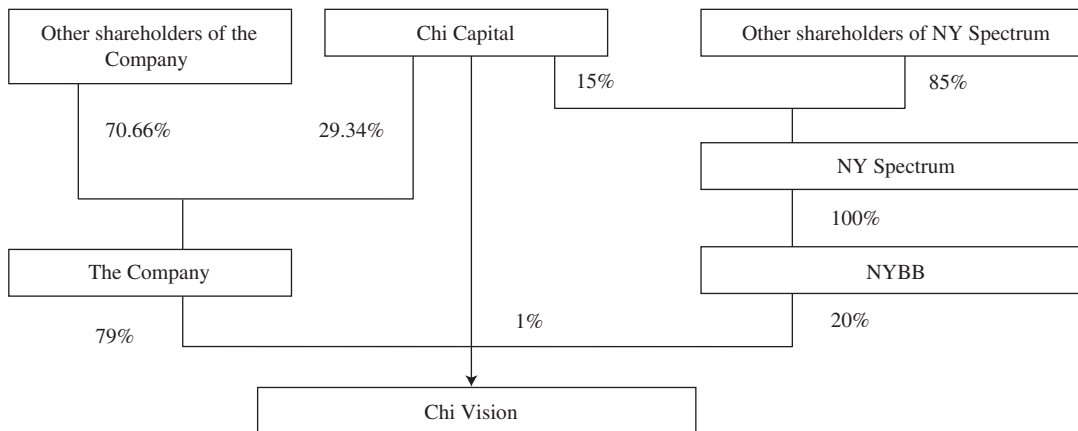 Other shareholders of the
Company
Chi Capital
Other shareholders of NY Spectrum
15%
85%
70.66%
29.34%
NY Spectrum
100%
The Company
NYBB
79%
1%
20%
Chi Vision